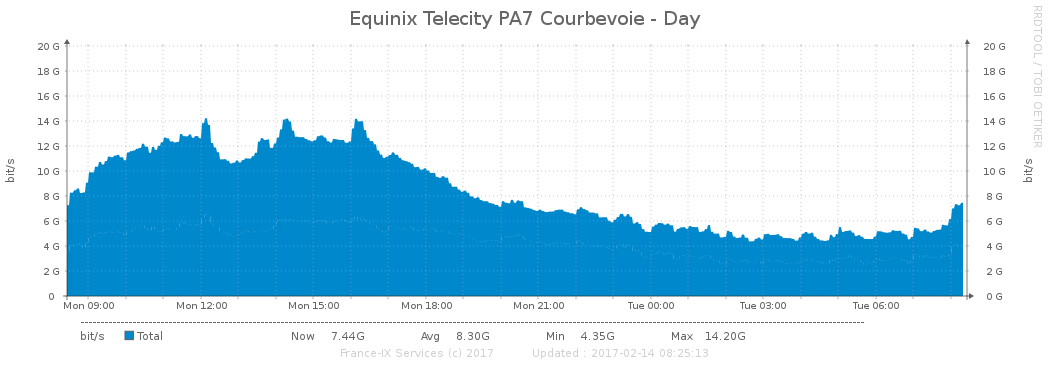 Equinix Telecity PA7 Courbevoie - Day
RRDTOOL / TOBI OETIKER
20 G 20 G
18 G 18 G
16 G 16 G
14 G 14 G
12 G 12 G
10 G 10 G
8 G 8 G
6 G 6 G
4 G 4 G
2 G 2 G
0 0 G
bit/s bit/s
Mon 09:00 Mon 12:00 Mon 15:00 Mon 18:00 Mon 21:00 Tue 00:00 Tue 03:00 Tue 06:00
bit/s Total Now 7.44G Avg 8.30G Min 4.35G Max 14.20G
France-IX Services (c) 2017 Updated : 2017-02-14 08:25:13